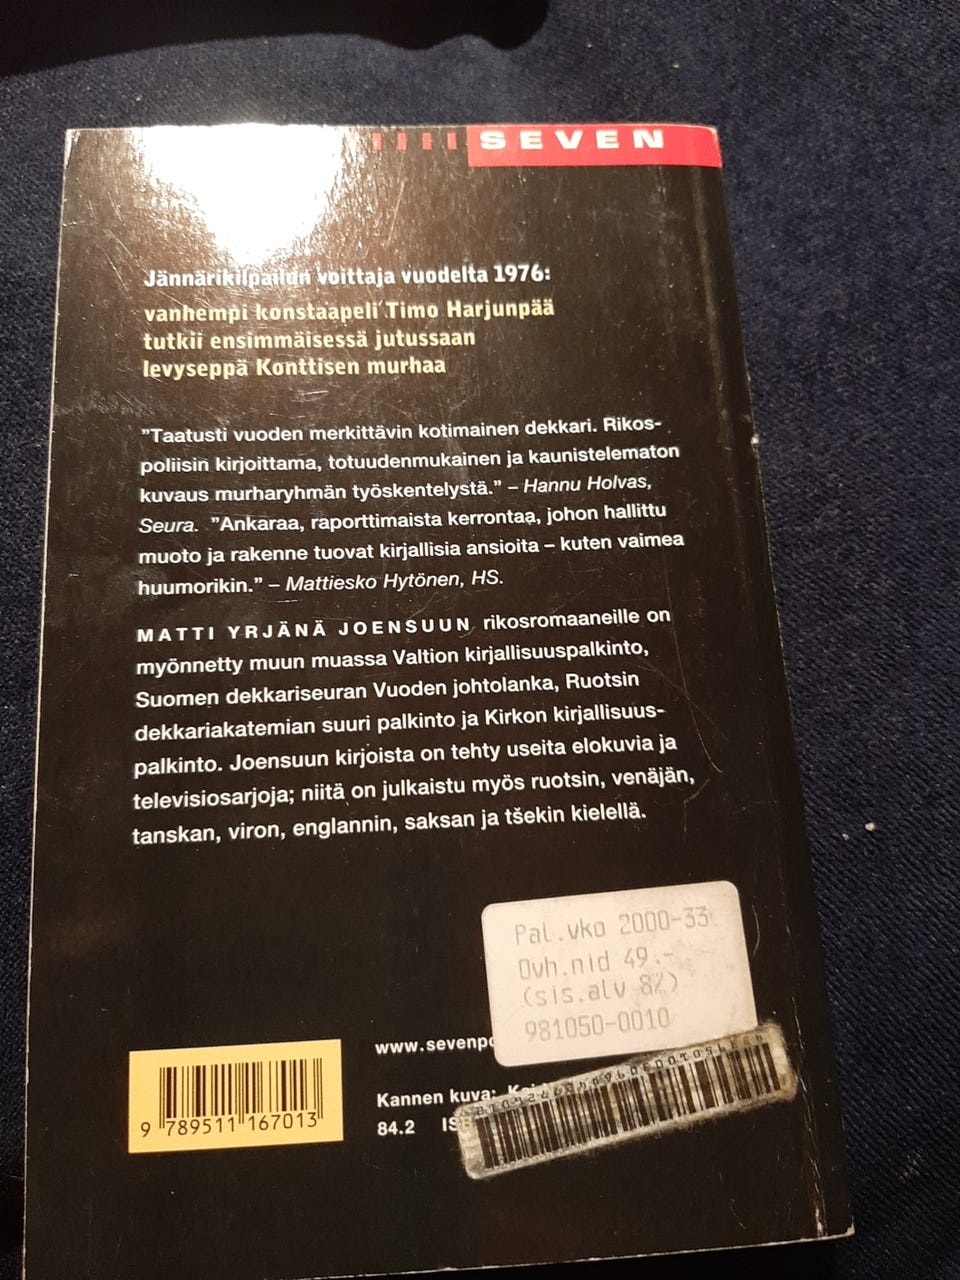 SEVEN
Jännärikilpailun voittaja vuodelta 1976:
vanhempi konstaapeli Timo Harjunpää
tutkii ensimmäisessä jutussaan
levyseppä Konttisen murhaa
”Taatusti vuoden merkittävin kotimainen dekkari. Rikos-
poliisin kirjoittama, totuudenmukainen ja kaunistelematon
kuvaus murharyhmän työskentelystä.” – Hannu Holvas,
Seura. ”Ankaraa, raporttimaista kerrontaa, johon hallittu
muoto ja rakenne tuovat kirjallisia ansioita – kuten vaimea
huumorikin.” – Mattiesko Hytönen, HS.
MATTI YRJÄNÄ JOENSUUN rikosromaaneille on
myönnetty muun muassa Valtion kirjallisuuspalkinto,
Suomen dekkariseuran Vuoden johtolanka, Ruotsin
dekkariakatemian suuri palkinto ja Kirkon kirjallisuus-
palkinto. Joensuun kirjoista on tehty useita elokuvia ja
televisiosarjoja; niitä on julkaistu myös ruotsin, venäjän,
tanskan, viron, englannin, saksan ja tšekin kielellä.
Pal.vko 2000-33
Ovh.nid 49.-
(sis.alv 8%)
981050-0010
www.sevenpo
Kannen kuva:
84.2 IS
9 789511 167013